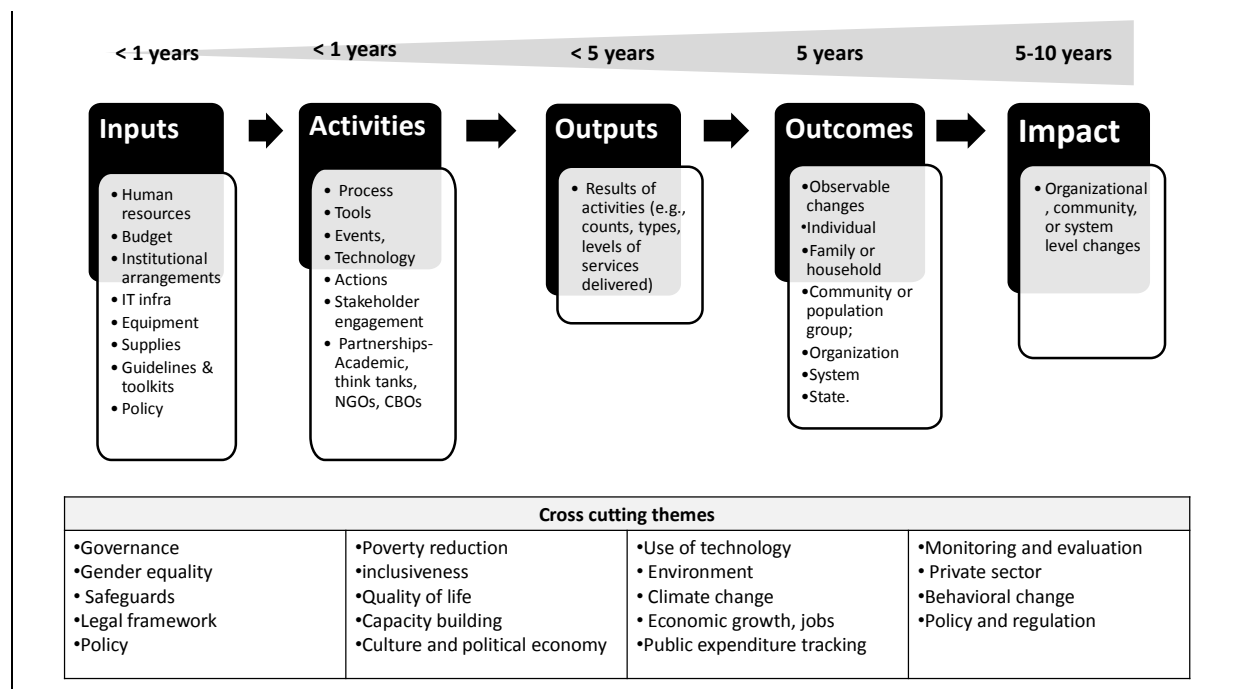 < 1 years
< 1 years
< 5 years
5 years
5-10 years
Inputs
• Human
resources
• Budget
• Institutional
arrangements
• IT infra
• Equipment
• Supplies
• Guidelines &
toolkits
• Policy
Activities
• Process
• Tools
• Events,
• Technology
• Actions
• Stakeholder
engagement
• Partnerships-
Academic,
think tanks,
NGOs, CBOs
Outputs
• Results of
activities (e.g.,
counts, types,
levels of
services
delivered)
Outcomes
•Observable
changes
•Individual
•Family or
household
•Community or
population
group;
•Organization
•System
•State.
Impact
• Organizational
, community,
or system
level changes
Cross cutting themes
•Governance
•Gender equality
• Safeguards
•Legal framework
•Policy
•Poverty reduction
•inclusiveness
•Quality of life
•Capacity building
•Culture and political economy
•Use of technology
• Environment
• Climate change
• Economic growth, jobs
•Public expenditure tracking
•Monitoring and evaluation
• Private sector
•Behavioral change
•Policy and regulation